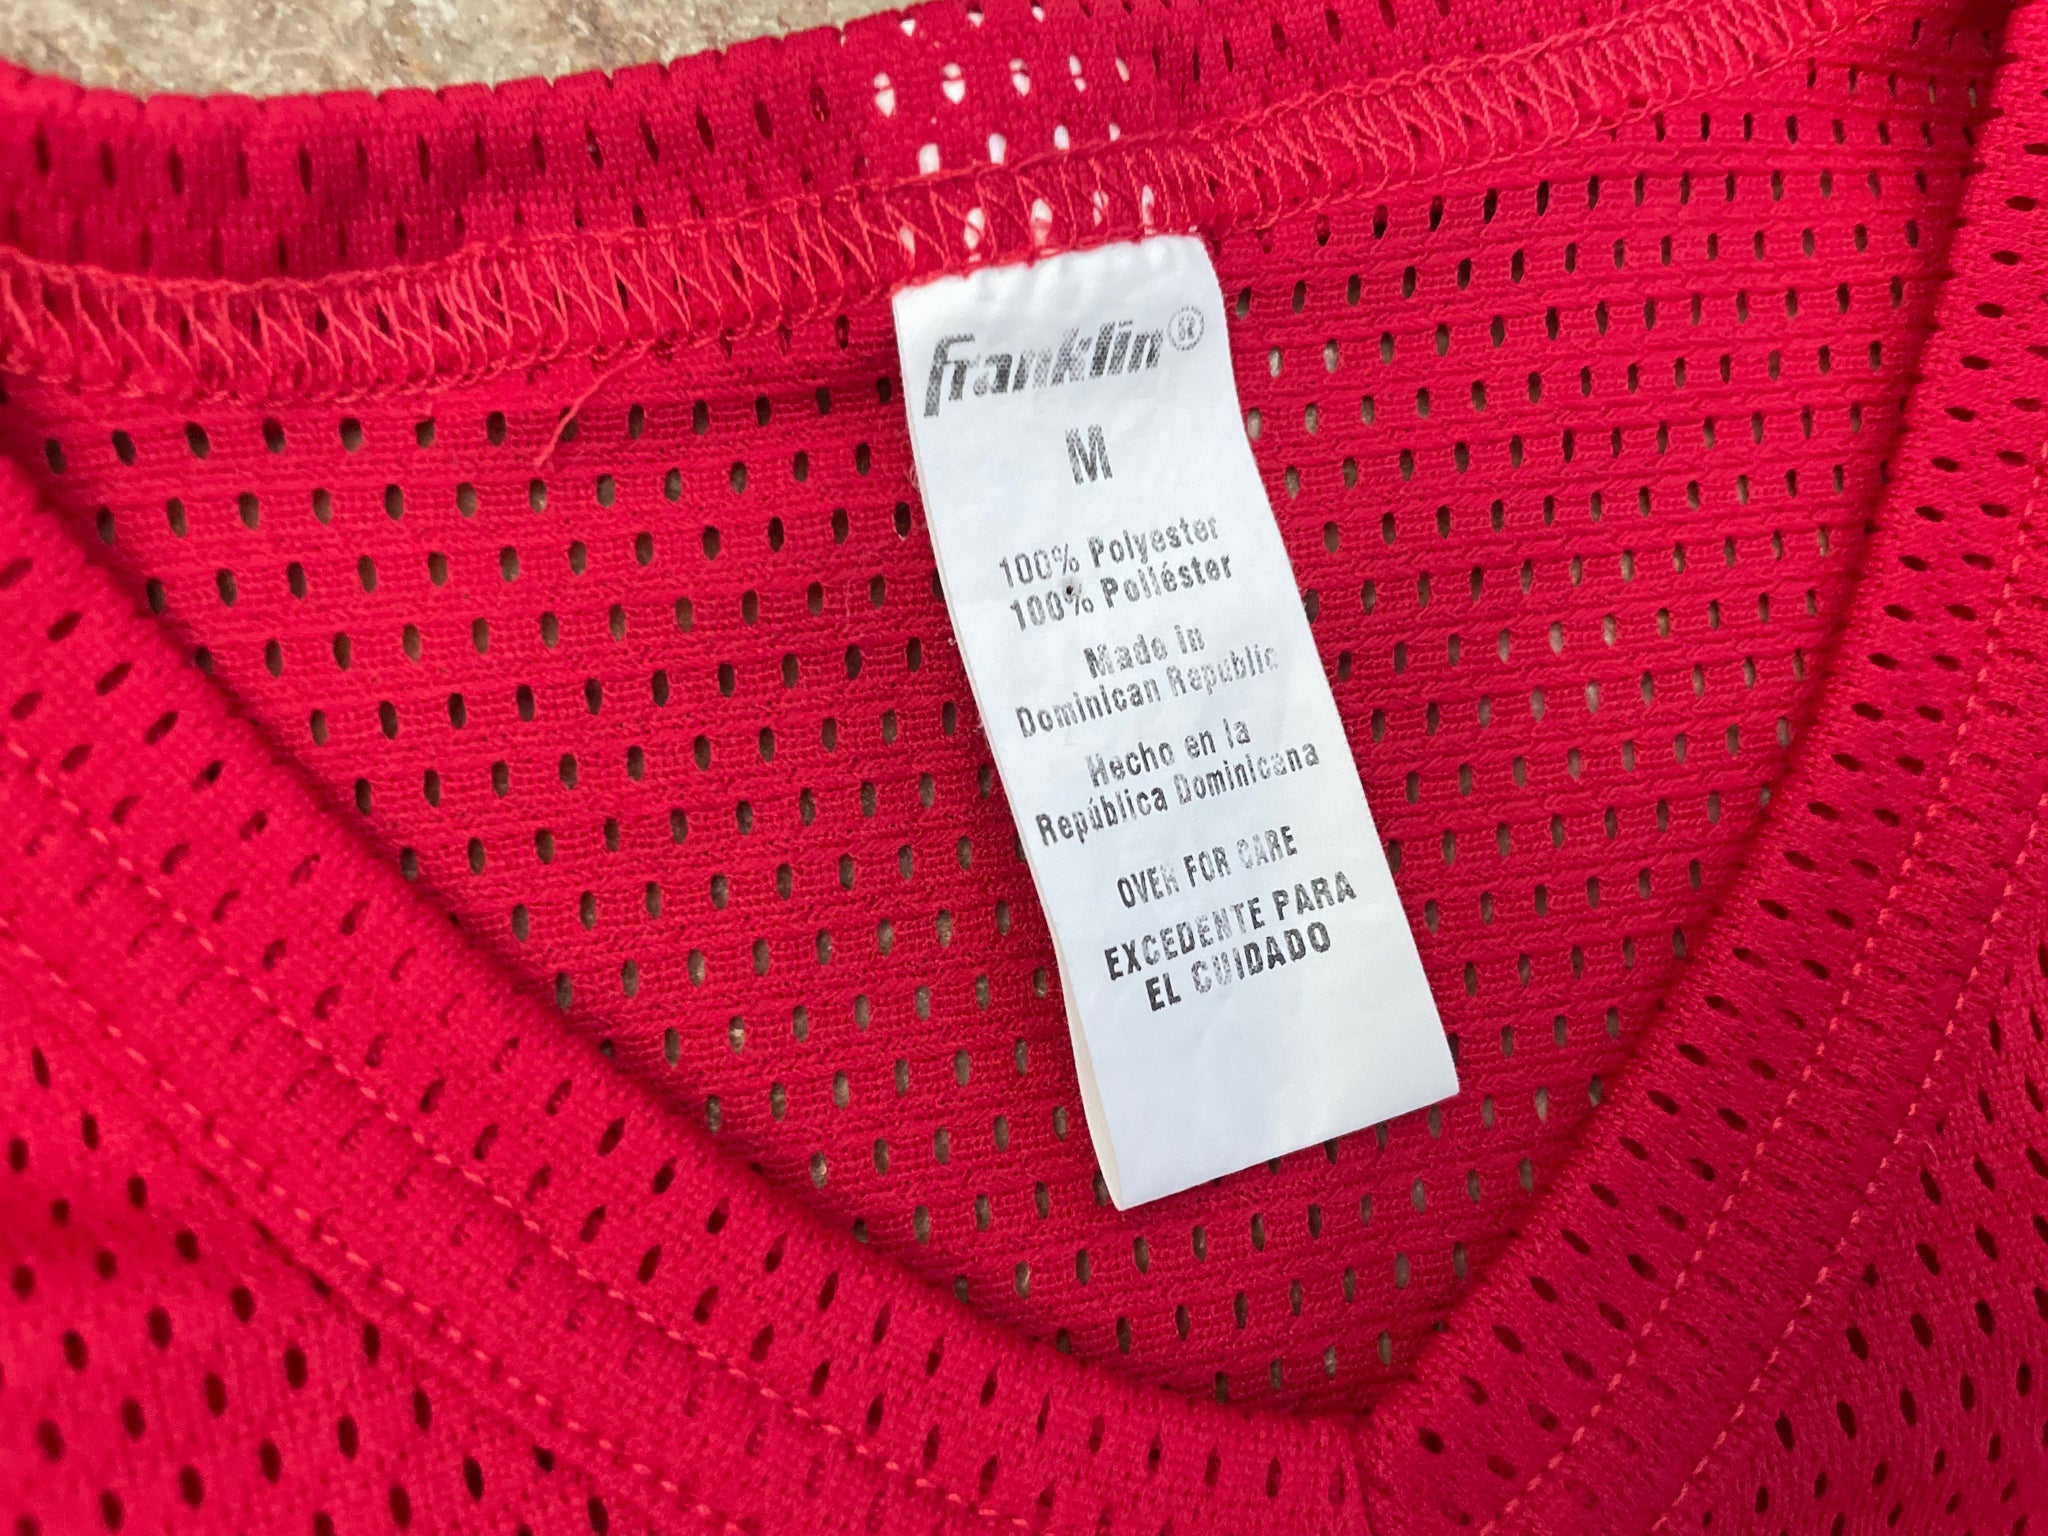 Franklin®
M
100% Polyester
100% Poliéster
Made in
Dominican Republic
Hecho en la
República Dominicana
OVER FOR CARE
EXCEDENTE PARA
EL CUIDADO